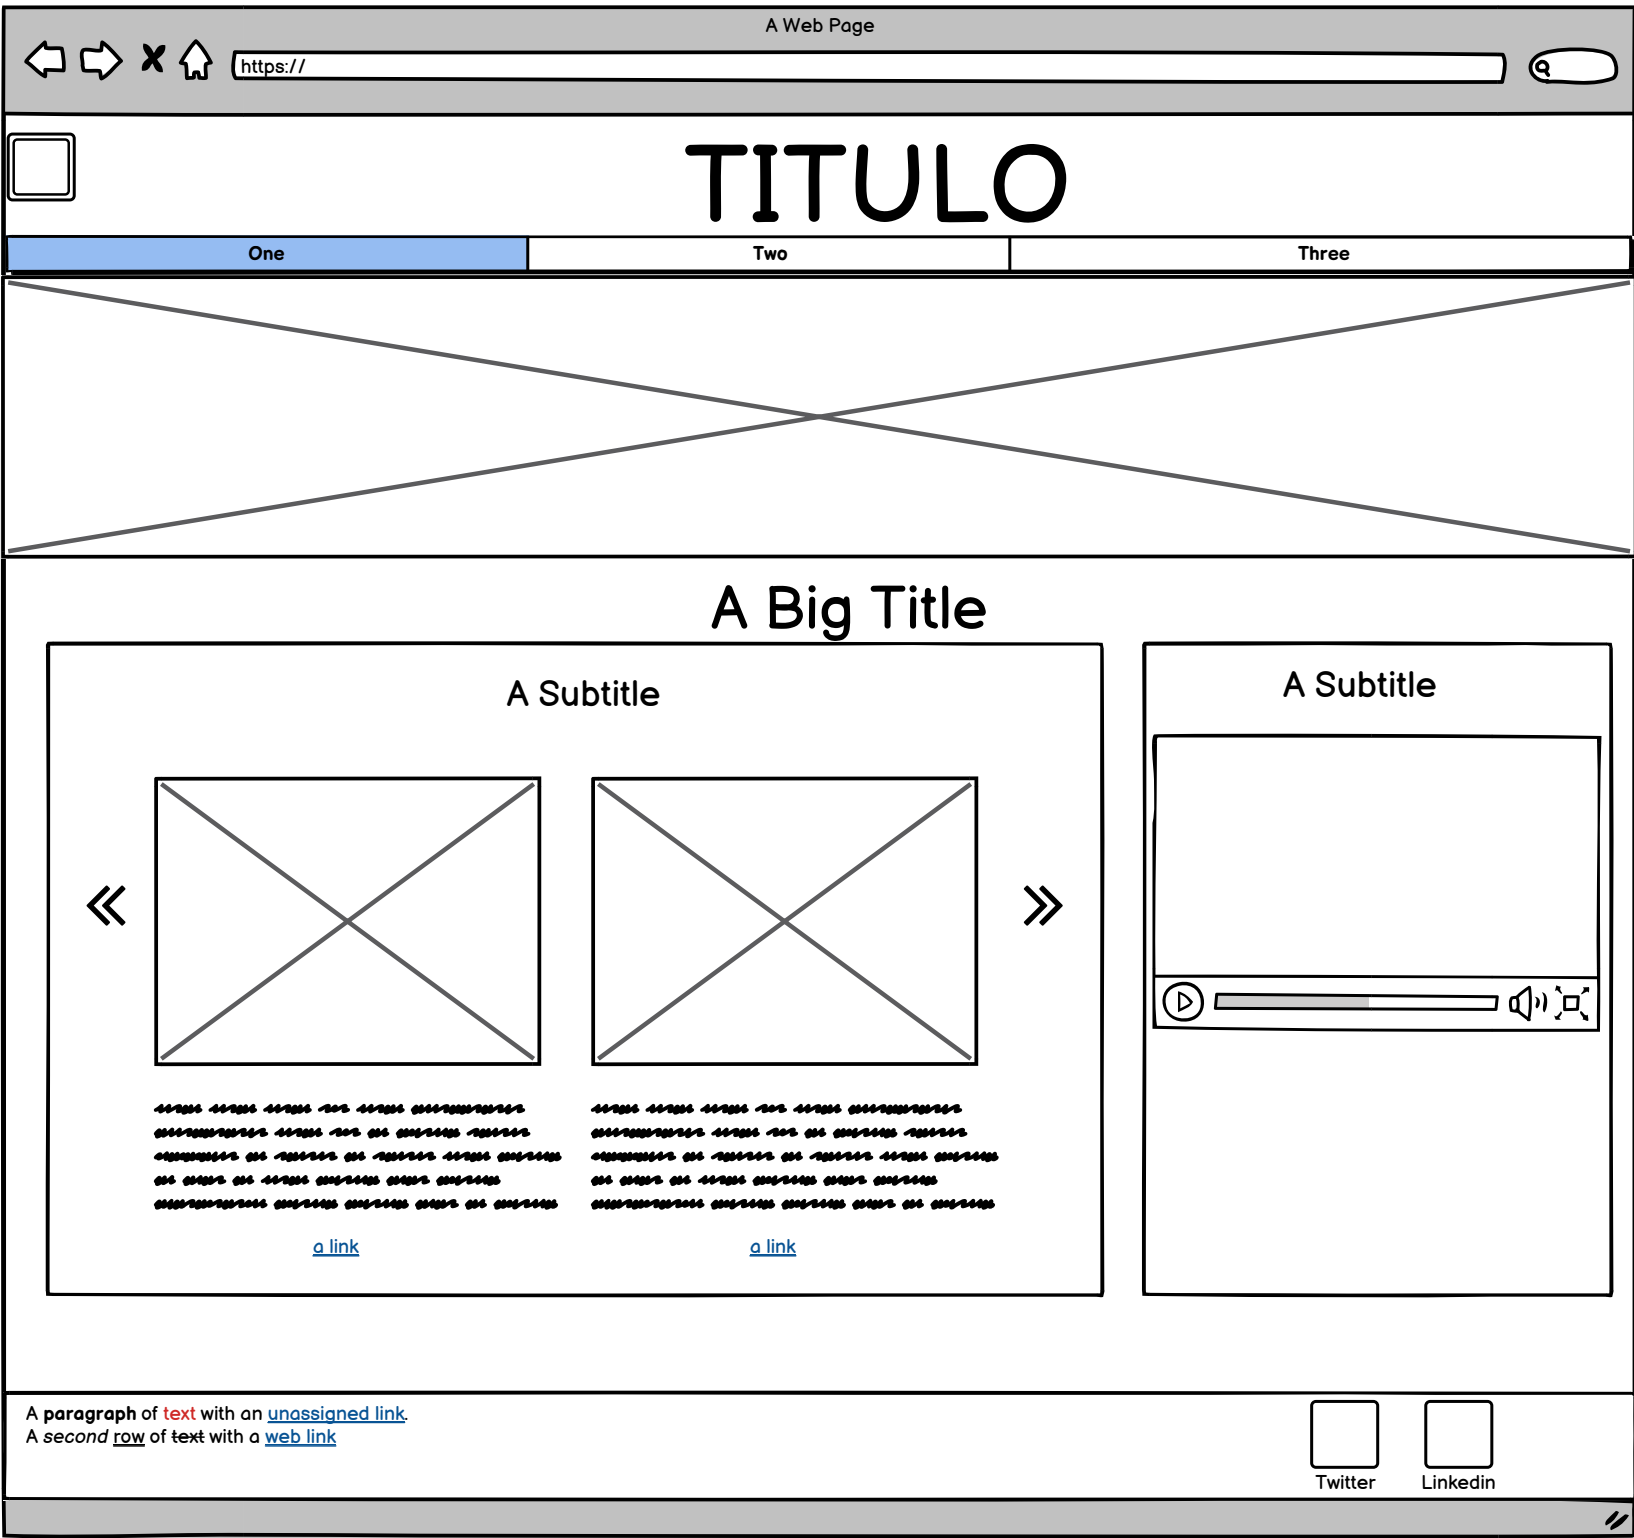 A Web Page
https://
TITULO
One
Two
Three
A Big Title
A Subtitle
A Subtitle
a link
a link
A paragraph of text with an unassigned link.
A second row of text with a web link
Twitter
Linkedin